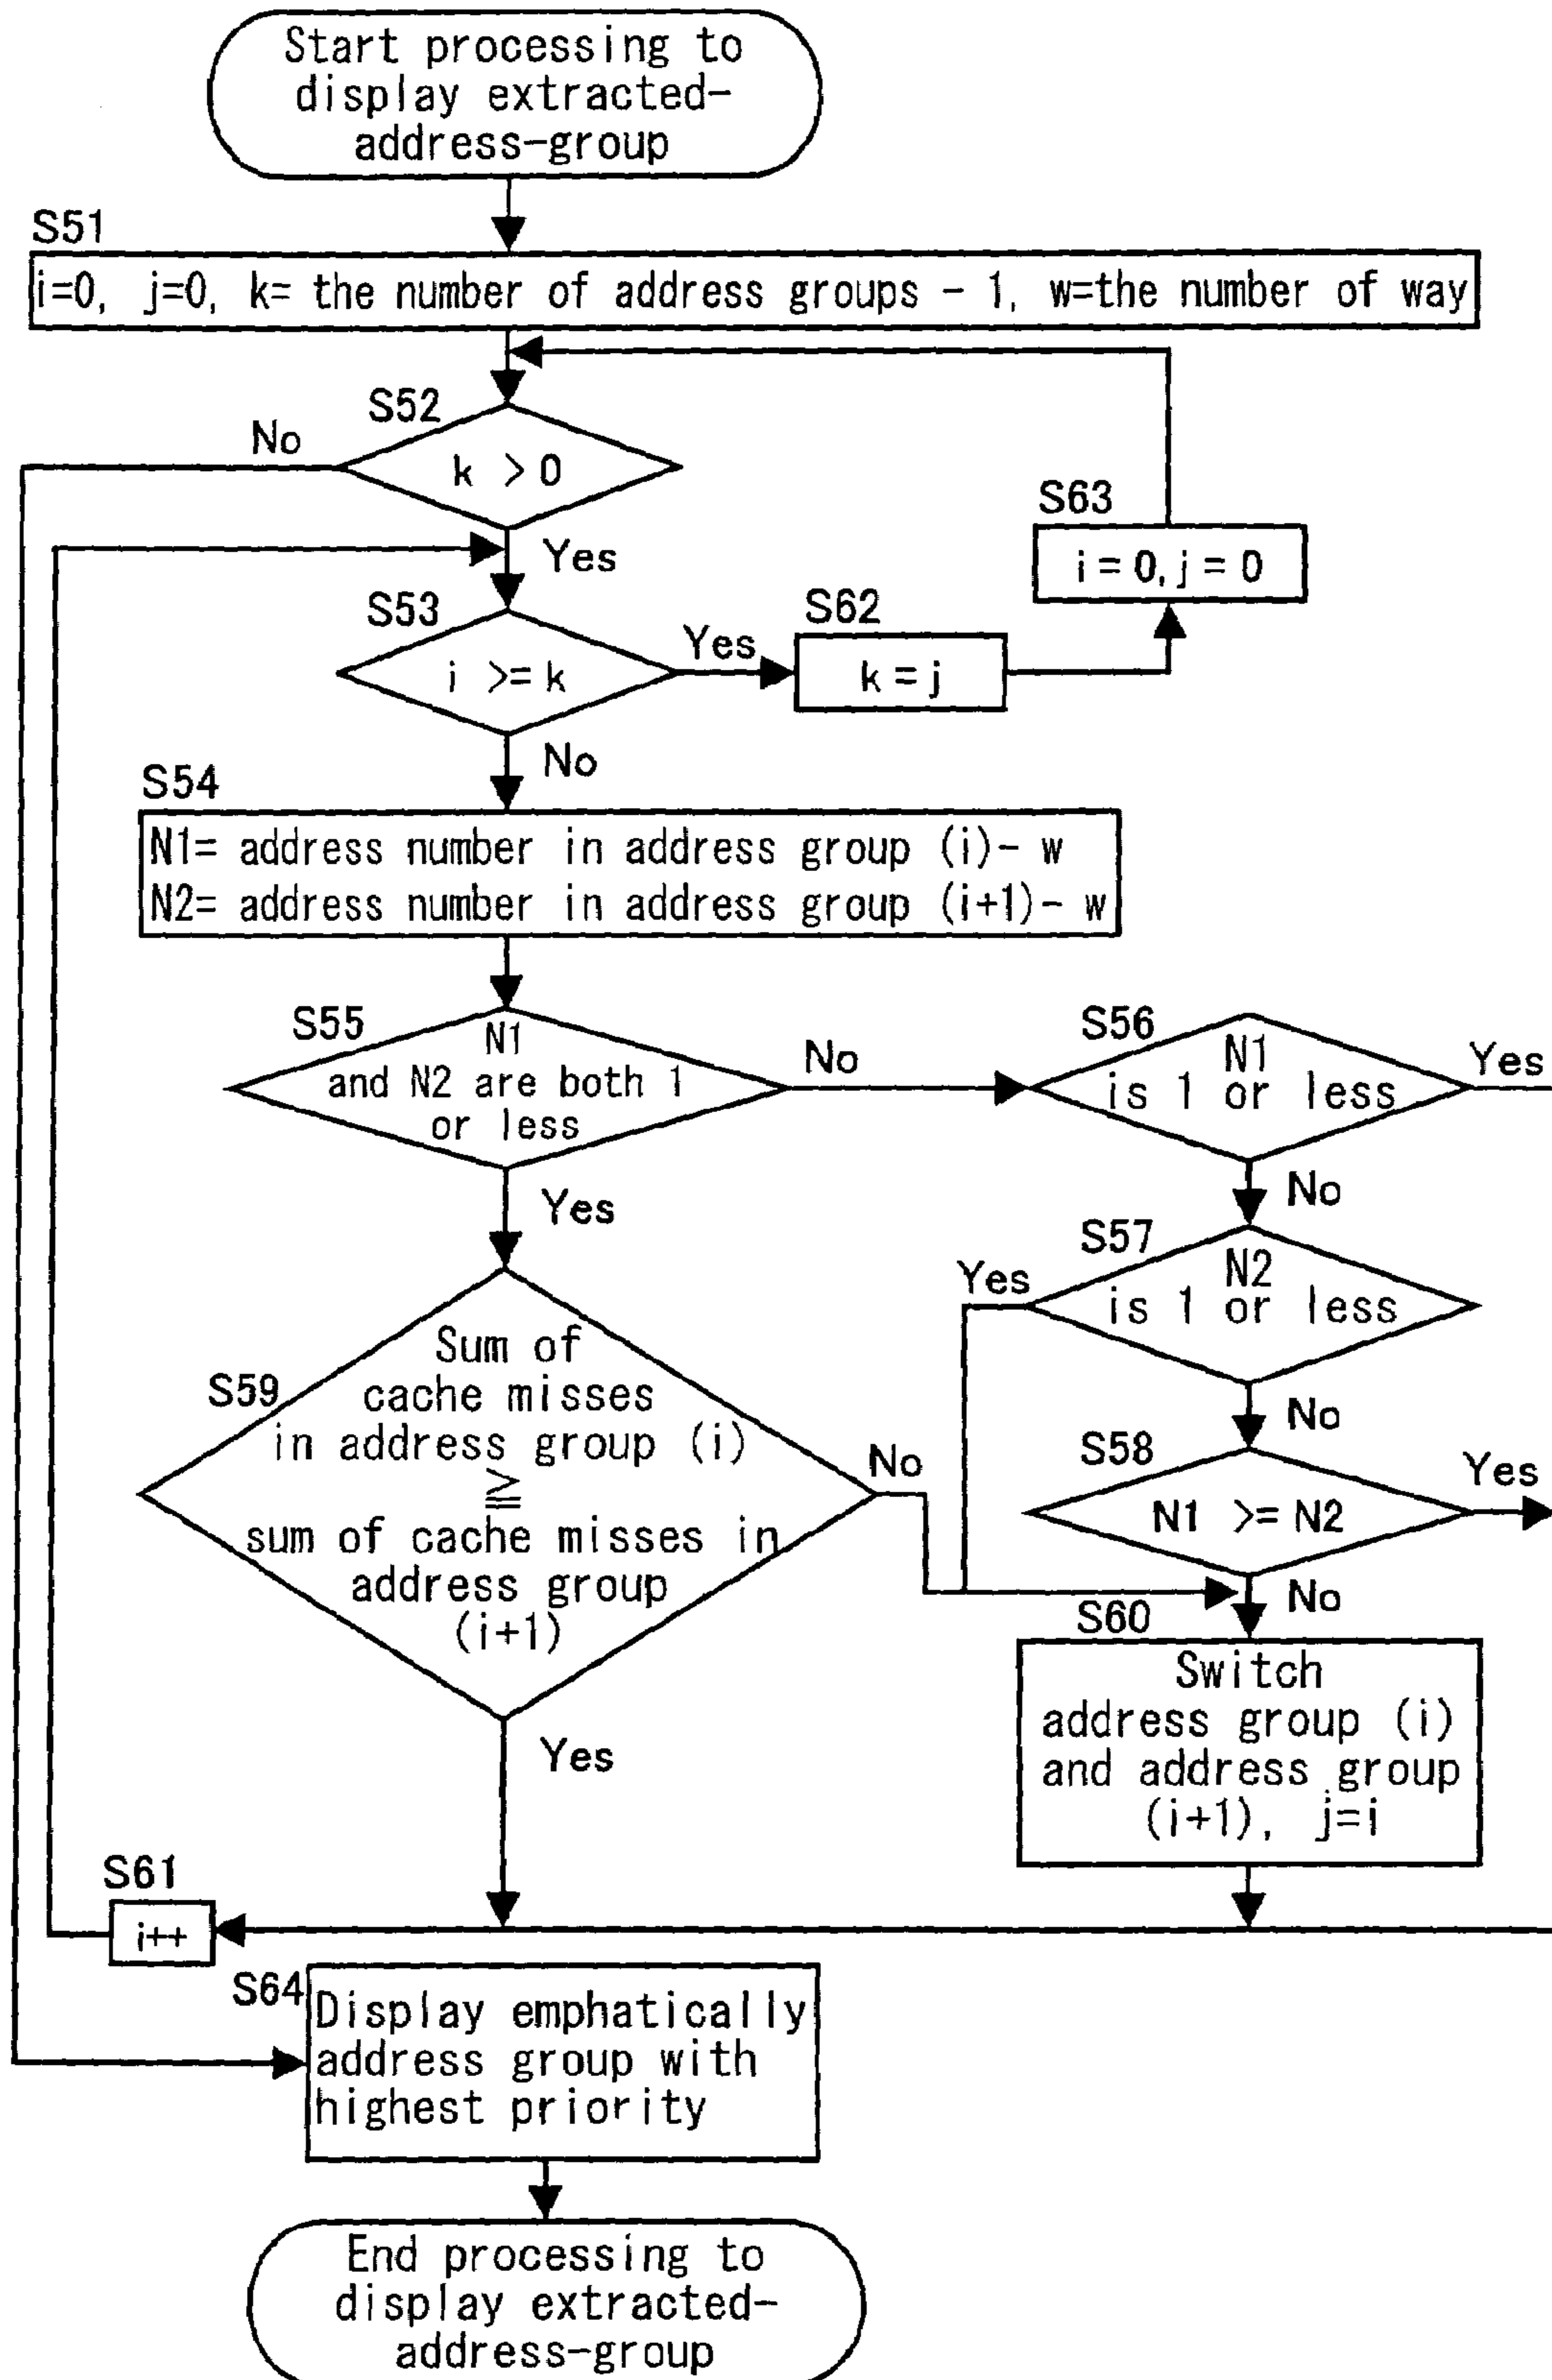 Start processing to
display extracted-
address-group
S51
i=0, j=0, k= the number of address groups - 1, w=the number of way
S52
No
k >0
Yes
S63
i = 0, j = 0
S53
i >= k
Yes
S62
k = j
No
S54
N1= address number in address group (i)- w
N2= address number in address group (i+1)- w
S55
N1
and N2 are both 1
or less
No
Yes
S56
N1
is 1 or less
Yes
No
S57
N2
is 1 or less
Yes
No
S58
N1 >= N2
Yes
No
S59
Sum of
cache misses
in address group (i)
≧
sum of cache misses in
address group
(i+1)
No
Yes
S60
Switch
address group (i)
and address group
(i+1), j=i
S61
i++
S64
Display emphatically
address group with
highest priority
End processing to
display extracted-
address-group